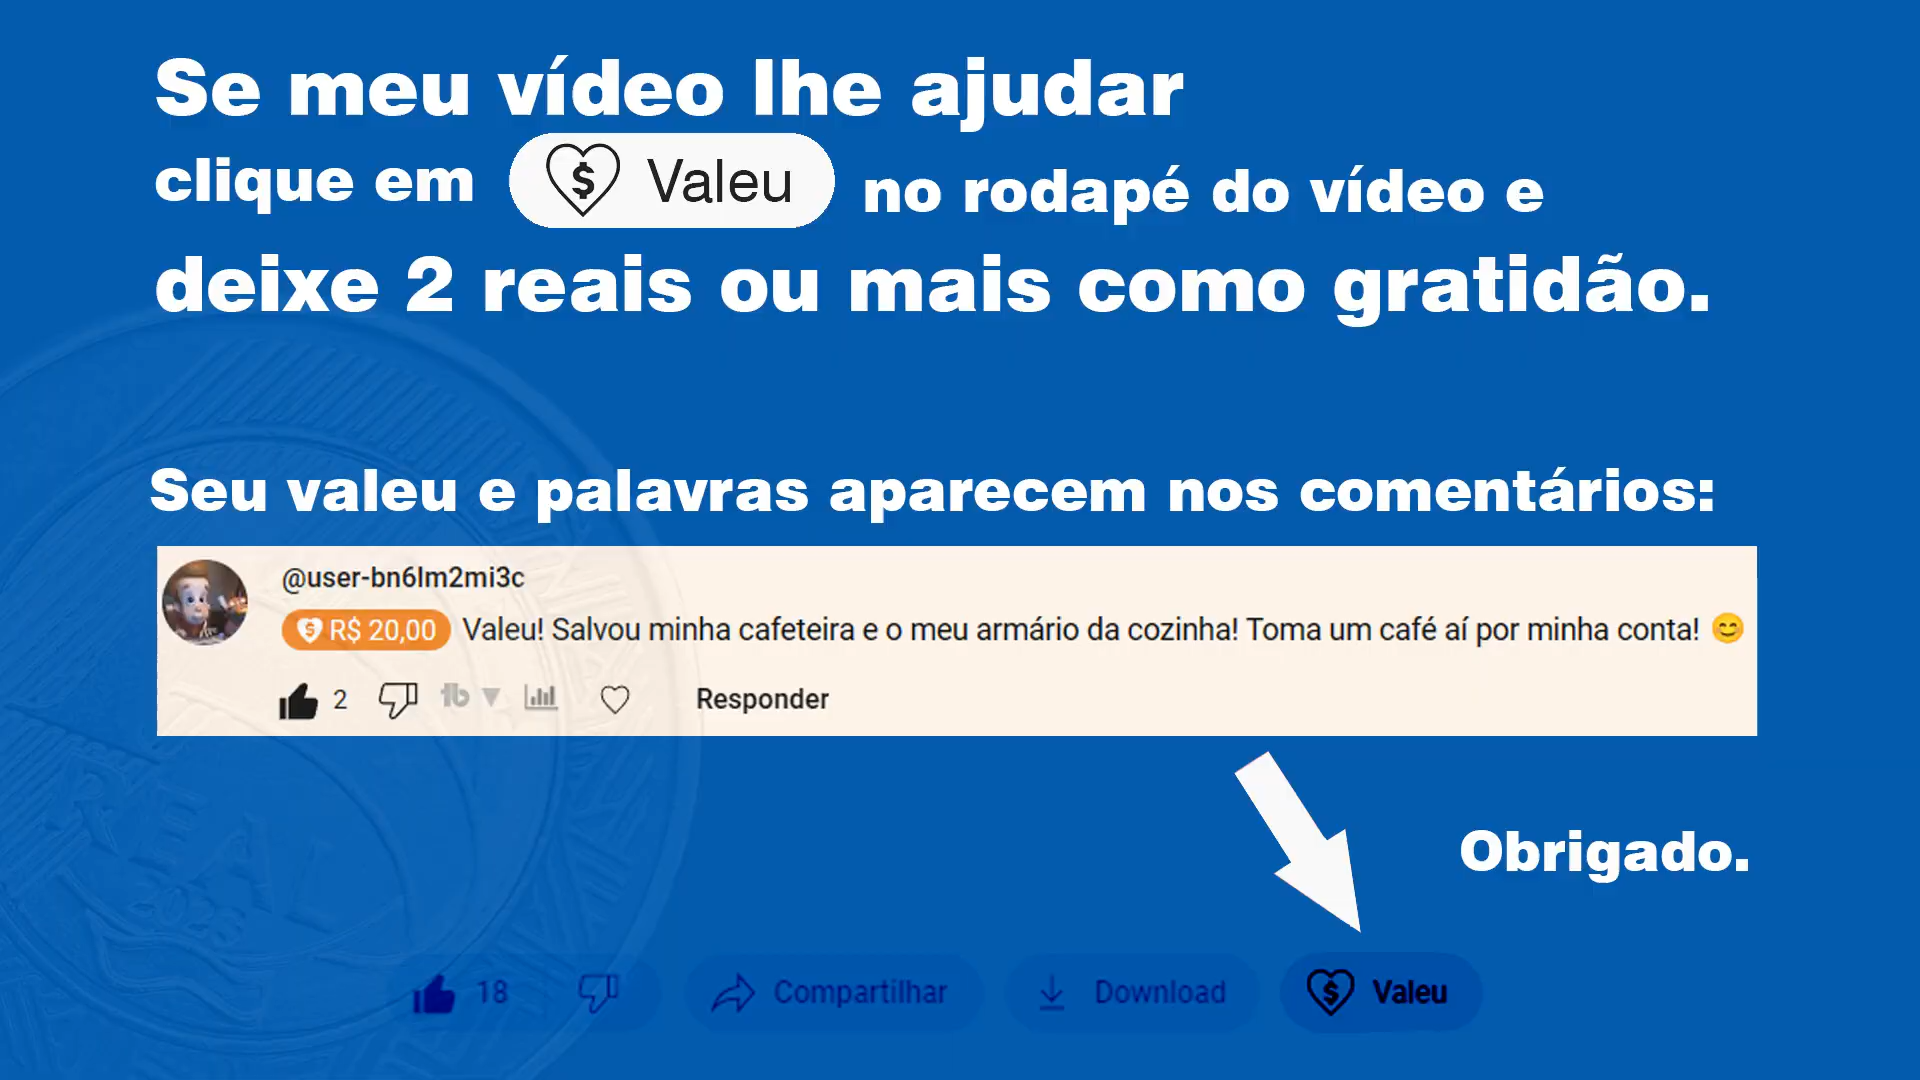 Se meu vídeo lhe ajudar
clique em $ Valeu no rodapé do vídeo e
deixe 2 reais ou mais como gratidão.
Seu valeu e palavras aparecem nos comentários:
@user-bn6lm2mi3c
R$ 20,00 Valeu! Salvou minha cafeteira e o meu armário da cozinha! Toma um café aí por minha conta! 😊
2 Responder
Obrigado.
REAL
18 Compartilhar Download $ Valeu